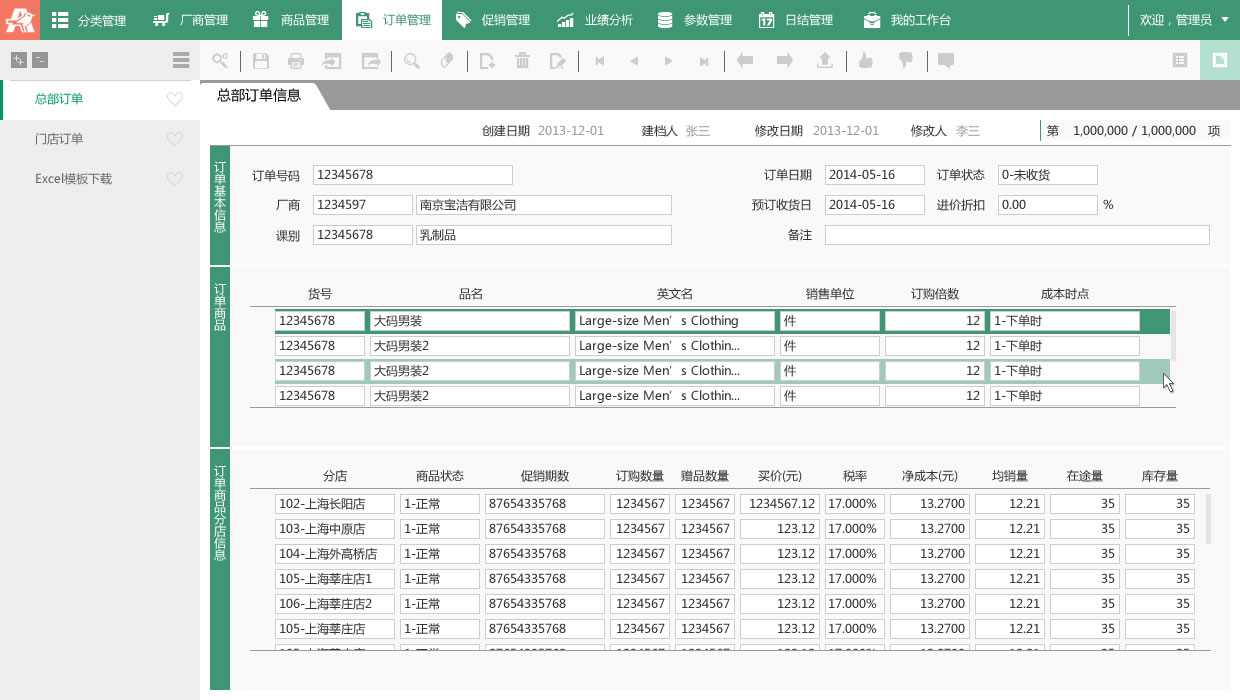 分类管理 厂商管理 商品管理 订单管理 促销管理 业绩分析 参数管理 日结管理 我的工作台 欢迎，管理员
总部订单
门店订单
Excel模板下载
总部订单信息
创建日期 2013-12-01 建档人 张三 修改日期 2013-12-01 修改人 李三 第 1,000,000 / 1,000,000 项
订单基本信息
订单号码 12345678 订单日期 2014-05-16 订单状态 0-未收货
厂商 1234597 南京宝洁有限公司 预订收货日 2014-05-16 进价折扣 0.00 %
课别 12345678 乳制品 备注
订单商品
货号 品名 英文名 销售单位 订购倍数 成本时点
12345678 大码男装 Large-size Men’s Clothing 件 12 1-下单时
12345678 大码男装2 Large-size Men’s Clothin... 件 12 1-下单时
12345678 大码男装2 Large-size Men’s Clothin... 件 12 1-下单时
12345678 大码男装2 Large-size Men’s Clothin... 件 12 1-下单时
订单商品分店信息
分店 商品状态 促销期数 订购数量 赠品数量 买价(元) 税率 净成本(元) 均销量 在途量 库存量
102-上海长阳店 1-正常 87654335768 1234567 1234567 1234567.12 17.000% 13.2700 12.21 35 35
103-上海中原店 1-正常 87654335768 1234567 1234567 123.12 17.000% 13.2700 12.21 35 35
104-上海外高桥店 1-正常 87654335768 1234567 1234567 123.12 17.000% 13.2700 12.21 35 35
105-上海莘庄店1 1-正常 87654335768 1234567 1234567 123.12 17.000% 13.2700 12.21 35 35
106-上海莘庄店2 1-正常 87654335768 1234567 1234567 123.12 17.000% 13.2700 12.21 35 35
105-上海莘庄店 1-正常 87654335768 1234567 1234567 123.12 17.000% 13.2700 12.21 35 35